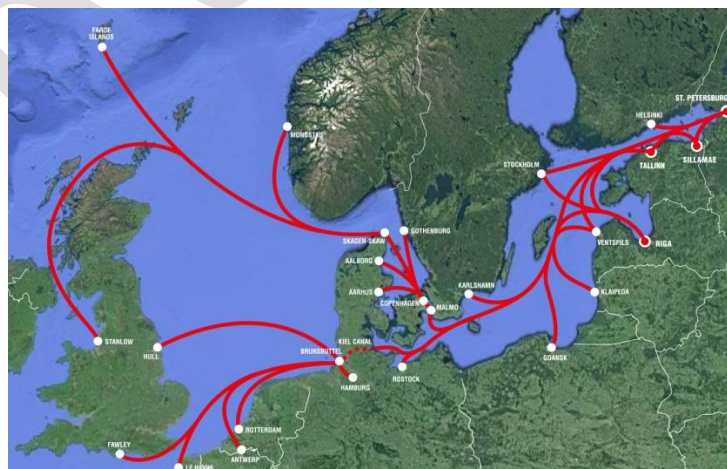 FAROE
ISLANDS
MONGSTAD
ST. PETERSBURG
HELSINKI
TALLINN
SILLAMAE
STOCKHOLM
SKAGEN-SKAW
GOTHENBURG
VENTSPILS
RIGA
AALBORG
AARHUS
COPENHAGEN
MALMO
KARLSHAMN
KLAIPEDA
STANLOW
HULL
KIEL CANAL
BRUNSBUTTEL
HAMBURG
ROSTOCK
GDANSK
ROTTERDAM
ANTWERP
FAWLEY
LE HAVRE